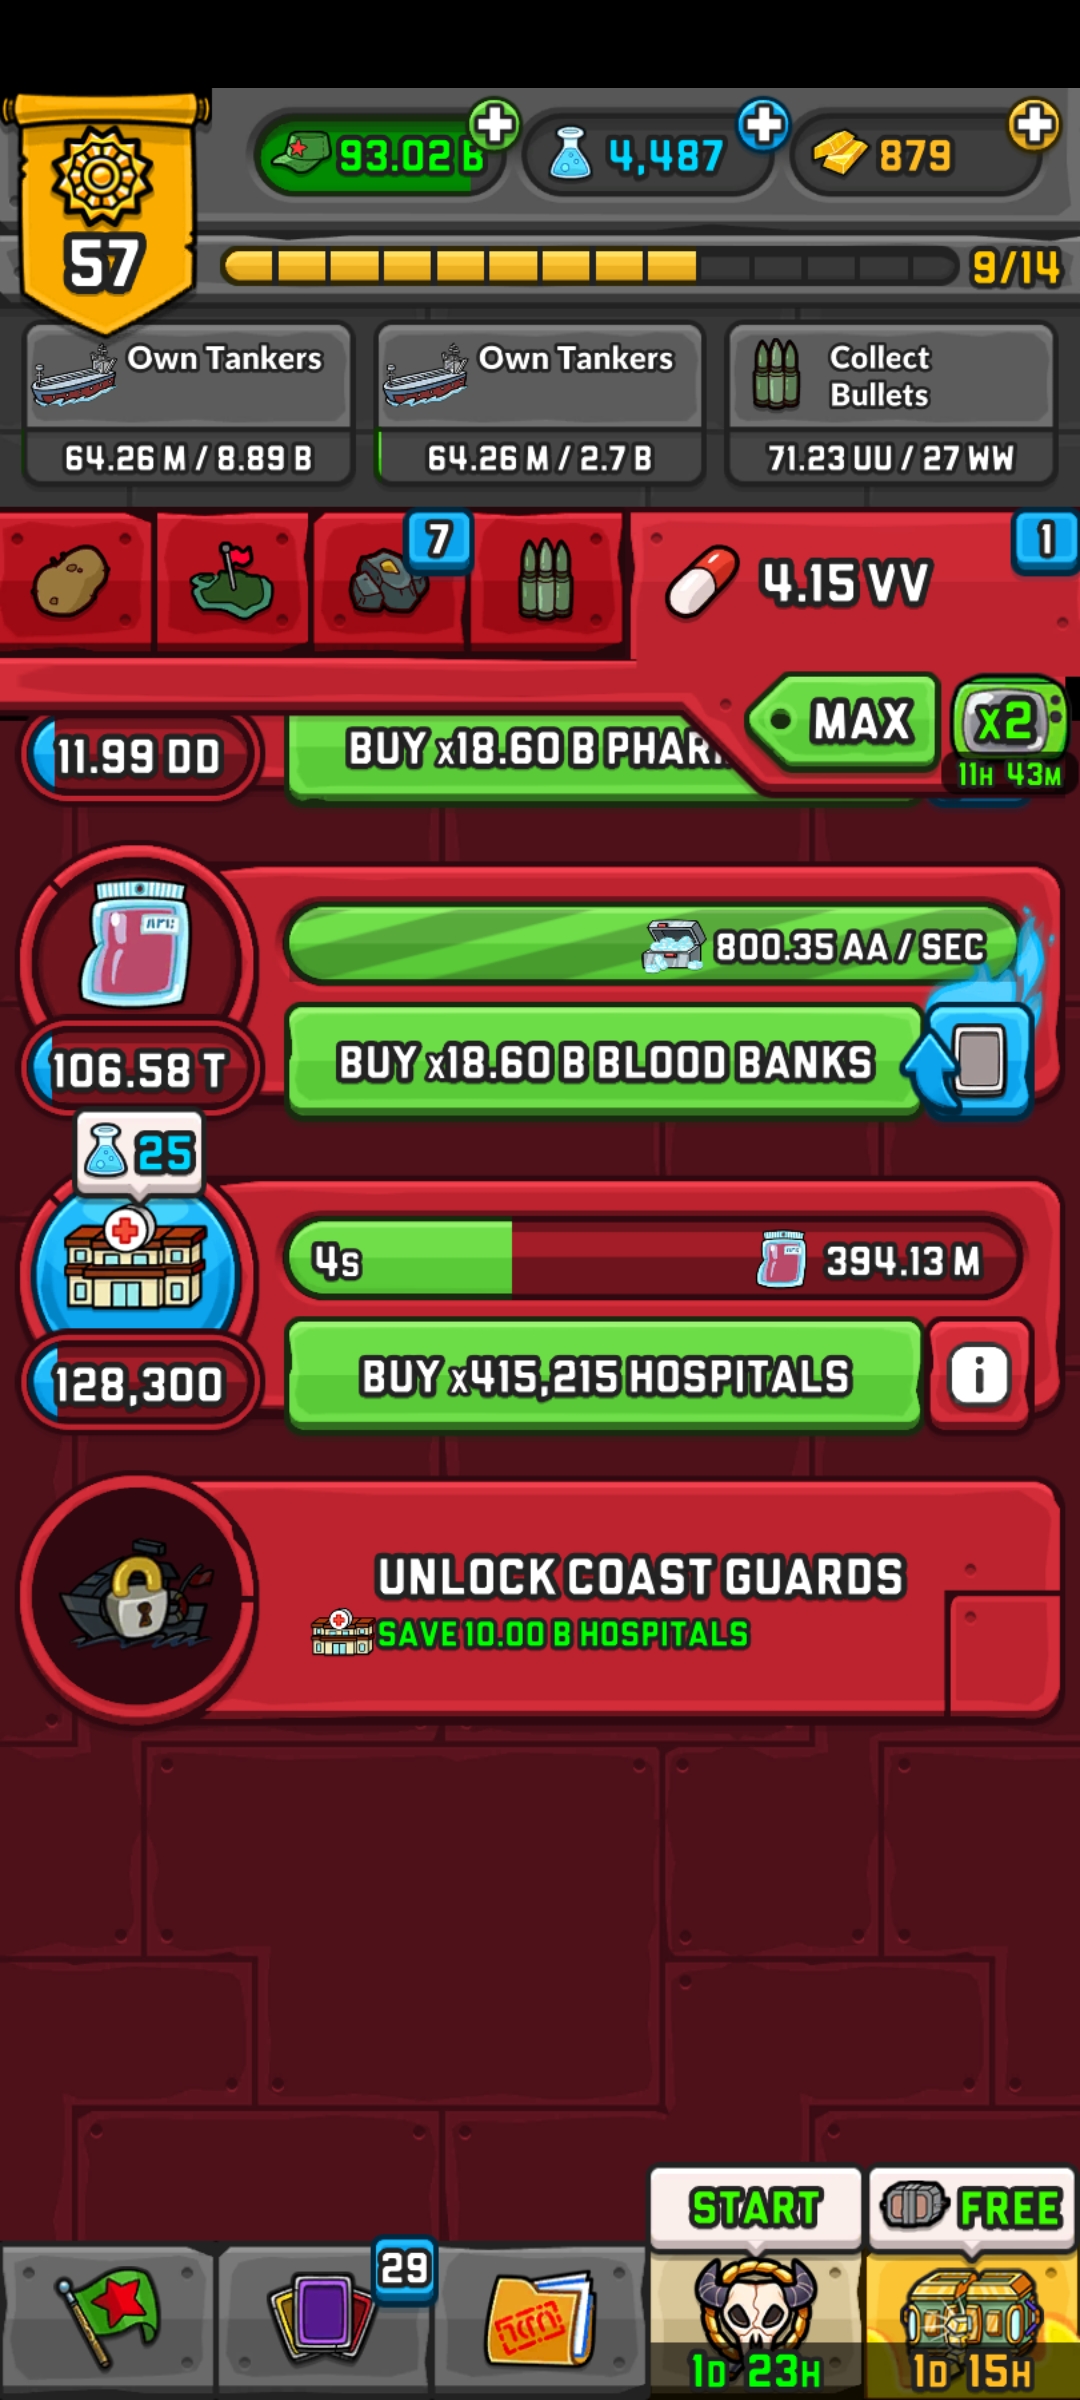 93.02 B
4,487
879
57
9/14
Own Tankers
64.26 M / 8.89 B
Own Tankers
64.26 M / 2.7 B
Collect
Bullets
71.23 UU / 27 WW
7
4.15 VV
1
MAX
x2
11H 43M
11.99 DD
BUY x18.60 B PHAR
800.35 AA / SEC
106.58 T
BUY x18.60 B BLOOD BANKS
25
4s
394.13 M
128,300
BUY x415,215 HOSPITALS
i
UNLOCK COAST GUARDS
SAVE 10.00 B HOSPITALS
START
FREE
29
1D 23H
1D 15H